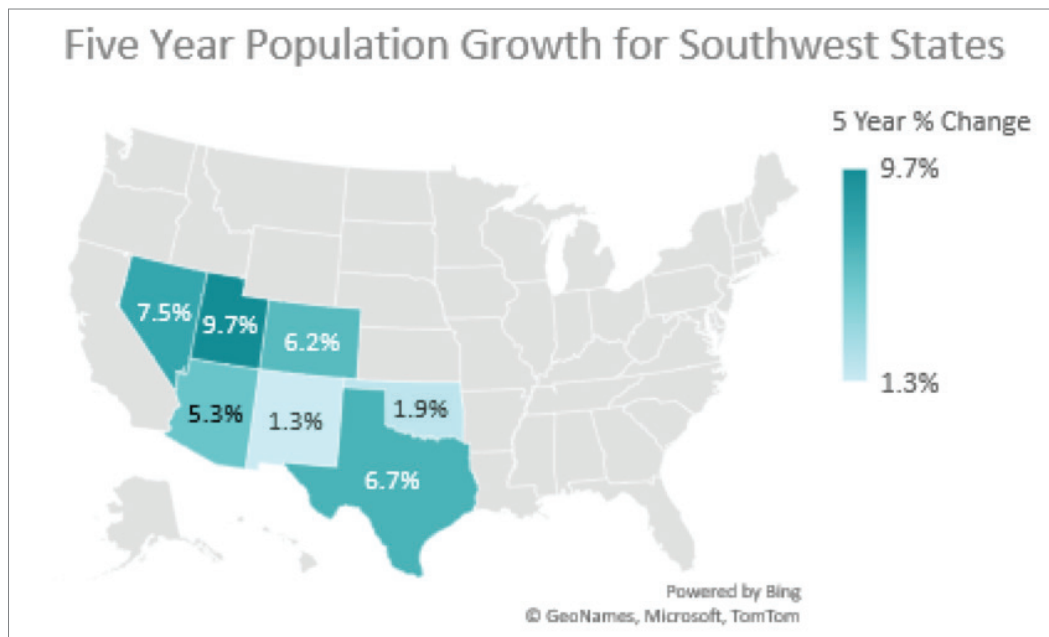 Five Year Population Growth for Southwest States
5 Year % Change
9.7%
7.5%
9.7%
6.2%
5.3%
1.3%
1.9%
1.3%
6.7%
Powered by Bing
© GeoNames, Microsoft, TomTom